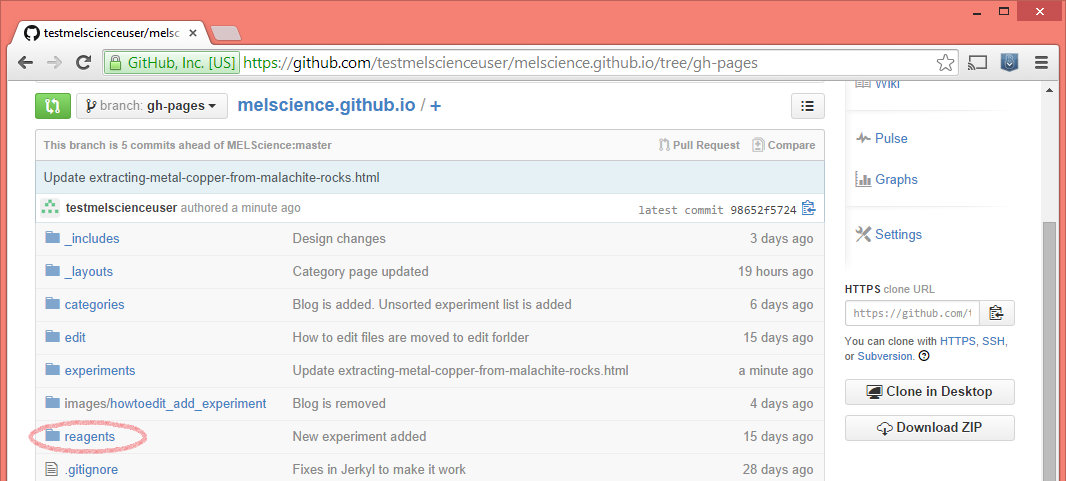 testmelscienceuser/melsc
GitHub, Inc. [US] https://github.com/testmelscienceuser/melscience.github.io/tree/gh-pages
branch: gh-pages melscience.github.io / +
Wiki
This branch is 5 commits ahead of MELScience:master Pull Request Compare
Pulse
Update extracting-metal-copper-from-malachite-rocks.html
Graphs
testmelscienceuser authored a minute ago latest commit 98652f5724
_includes Design changes 3 days ago
Settings
_layouts Category page updated 19 hours ago
HTTPS clone URL
categories Blog is added. Unsorted experiment list is added 6 days ago
https://github.com/t
edit How to edit files are moved to edit forlder 15 days ago
You can clone with HTTPS, SSH,
or Subversion.
experiments Update extracting-metal-copper-from-malachite-rocks.html a minute ago
Clone in Desktop
images/howtoedit_add_experiment Blog is removed 4 days ago
Download ZIP
reagents New experiment added 15 days ago
.gitignore Fixes in Jerkyl to make it work 28 days ago